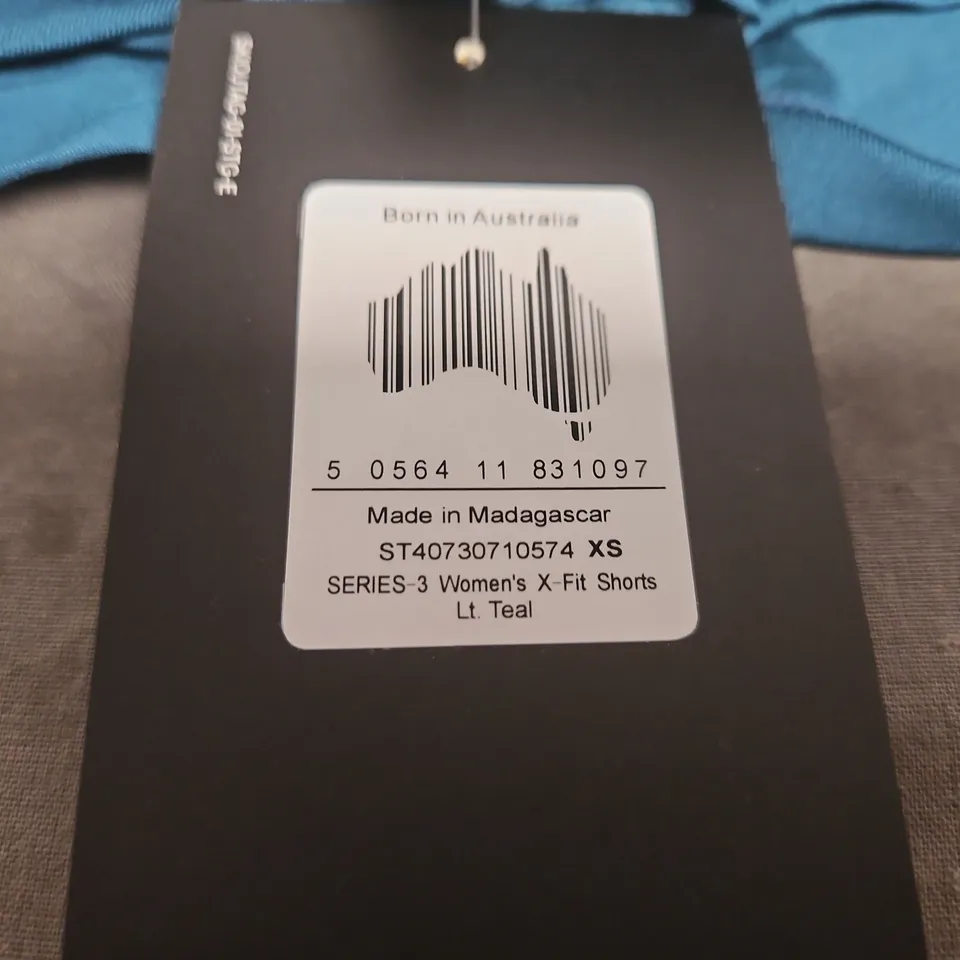 Born in Australia
5 0564 11 831097
Made in Madagascar
ST40730710574 XS
SERIES-3 Women's X-Fit Shorts
Lt. Teal